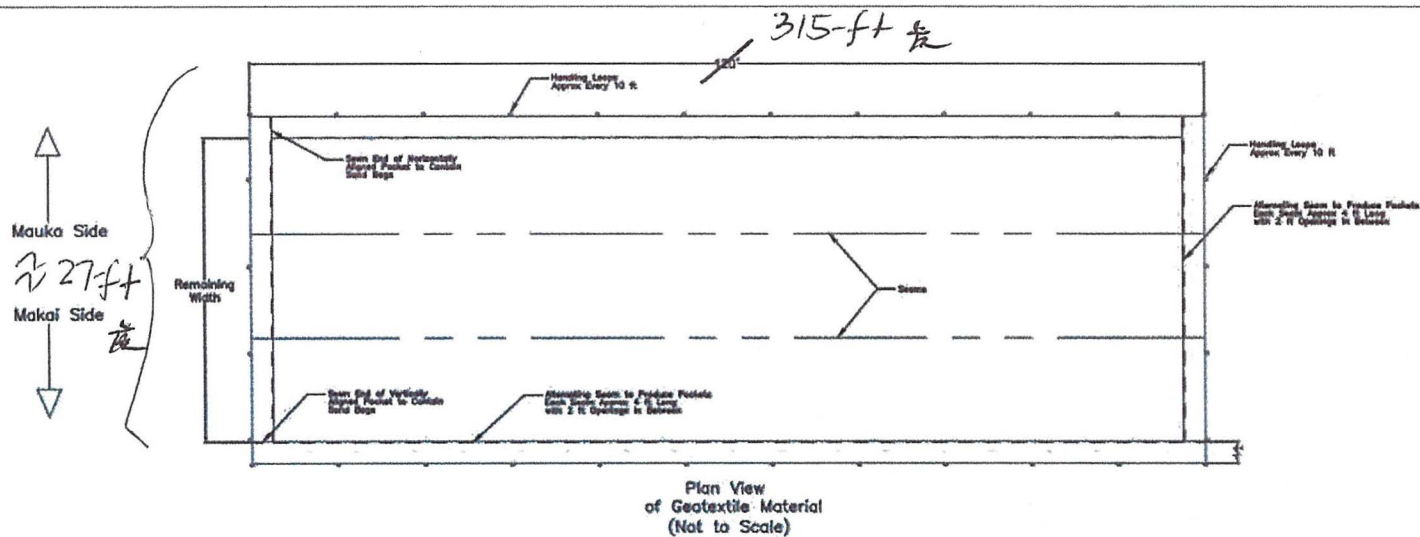 315-ft
120'
Handling Loops
Approx Every 10 ft
Sewn End of Horizontally
Aligned Pocket to Contain
Sand Bags
Handling Loops
Approx Every 10 ft
Alternating Seam to Produce Pockets
Each Seam Approx 4 ft Long
with 2 ft Openings in Between
Mauka Side
≈ 27-ft
Makai Side
Remaining
Width
Seams
Sewn End of Vertically
Aligned Pocket to Contain
Sand Bags
Alternating Seam to Produce Pockets
Each Seam Approx 4 ft Long
with 2 ft Openings in Between
Plan View
of Geotextile Material
(Not to Scale)